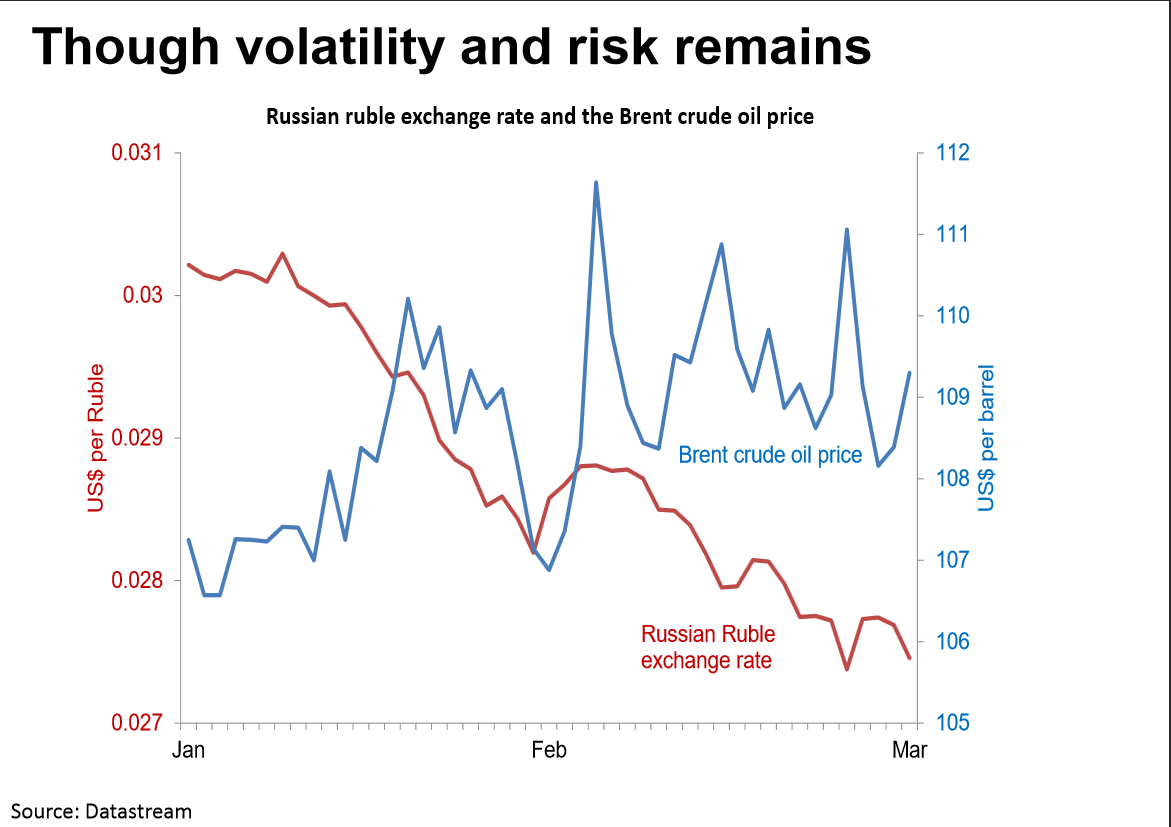 Though volatility and risk remains
Russian ruble exchange rate and the Brent crude oil price
0.031
0.03
0.029
0.028
0.027
US$ per Ruble
112
111
110
109
108
107
106
105
US$ per barrel
Brent crude oil price
Russian Ruble
exchange rate
Jan
Feb
Mar
Source: Datastream